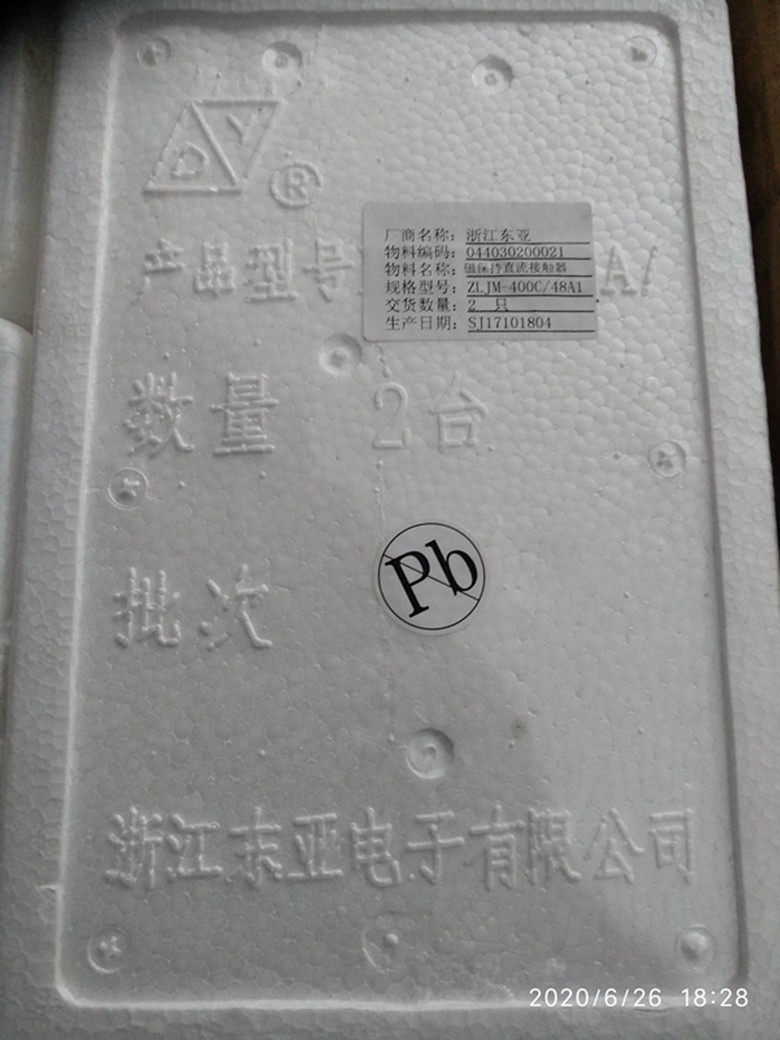 DY
®
厂商名称：浙江东亚
物料编码：044030200021
物料名称：磁保持直流接触器
规格型号：ZLJM-400C/48A1
交货数量：2 只
生产日期：SJ17101804
产品型号 A1
数量 2台
Pb
批次
浙江东亚电子有限公司
2020/6/26 18:28